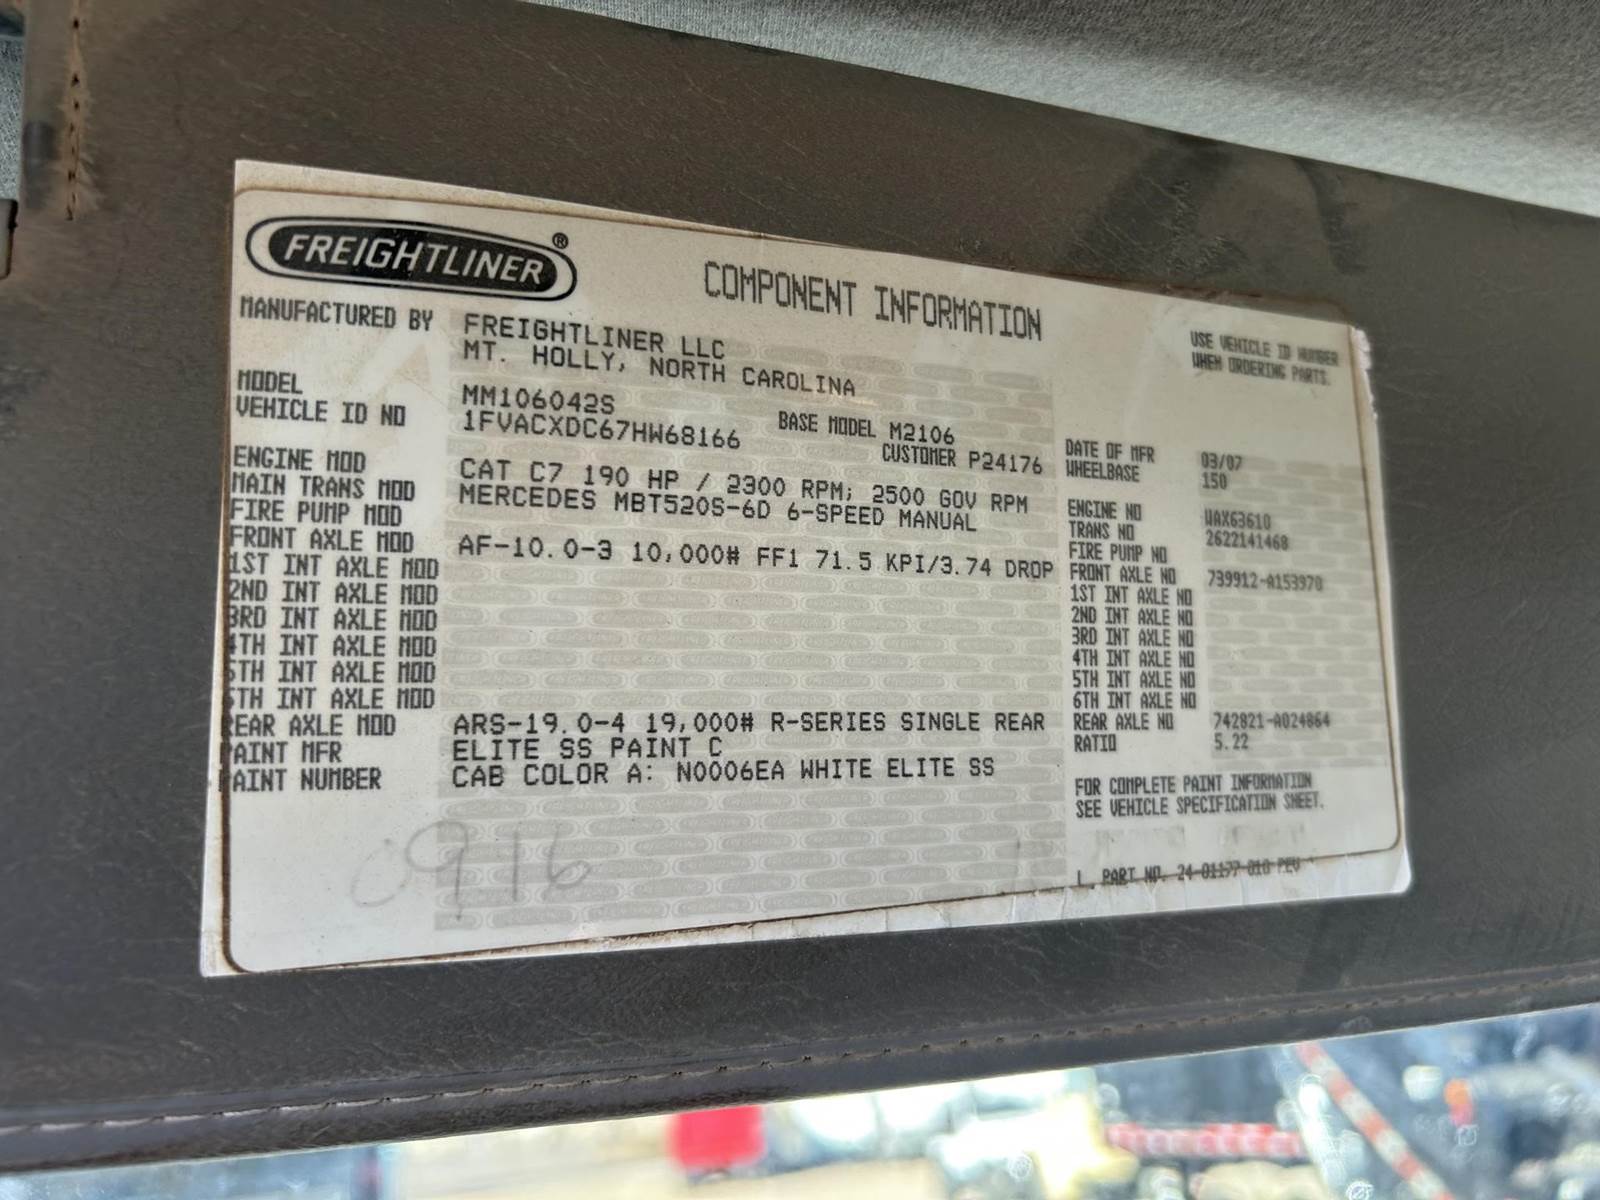 FREIGHTLINER®
COMPONENT INFORMATION
USE VEHICLE ID NUMBER
WHEN ORDERING PARTS.
MANUFACTURED BY FREIGHTLINER LLC
MT. HOLLY, NORTH CAROLINA
MODEL MM106042S BASE MODEL M2106
VEHICLE ID NO 1FVACXDC67HW68166 CUSTOMER P24176
ENGINE MOD CAT C7 190 HP / 2300 RPM; 2500 GOV RPM
MAIN TRANS MOD MERCEDES MBT520S-6D 6-SPEED MANUAL
FIRE PUMP MOD
FRONT AXLE MOD AF-10.0-3 10,000# FF1 71.5 KPI/3.74 DROP
1ST INT AXLE MOD
2ND INT AXLE MOD
3RD INT AXLE MOD
4TH INT AXLE MOD
5TH INT AXLE MOD
6TH INT AXLE MOD
REAR AXLE MOD ARS-19.0-4 19,000# R-SERIES SINGLE REAR
PAINT MFR ELITE SS PAINT C
PAINT NUMBER CAB COLOR A: N0006EA WHITE ELITE SS
0916
DATE OF MFR 03/07
WHEELBASE 150
ENGINE NO WAX63610
TRANS NO 2622141468
FIRE PUMP NO
FRONT AXLE NO 739912-A153970
1ST INT AXLE NO
2ND INT AXLE NO
3RD INT AXLE NO
4TH INT AXLE NO
5TH INT AXLE NO
6TH INT AXLE NO
REAR AXLE NO 742821-A024864
RATIO 5.22
FOR COMPLETE PAINT INFORMATION
SEE VEHICLE SPECIFICATION SHEET.
PART NO. 24-01177-010 REV